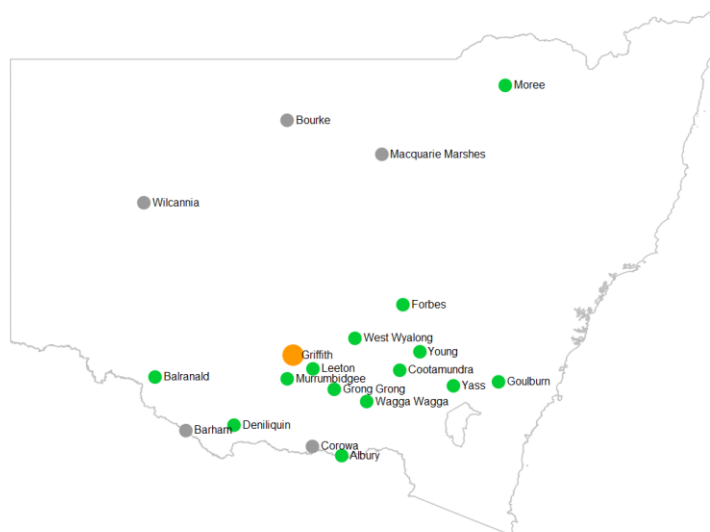 Moree
Bourke
Macquarie Marshes
Wilcannia
Forbes
West Wyalong
Young
Griffith
Leeton
Cootamundra
Balranald
Murrumbidgee
Goulburn
Yass
Grong Grong
Wagga Wagga
Deniliquin
Barham
Corowa
Albury